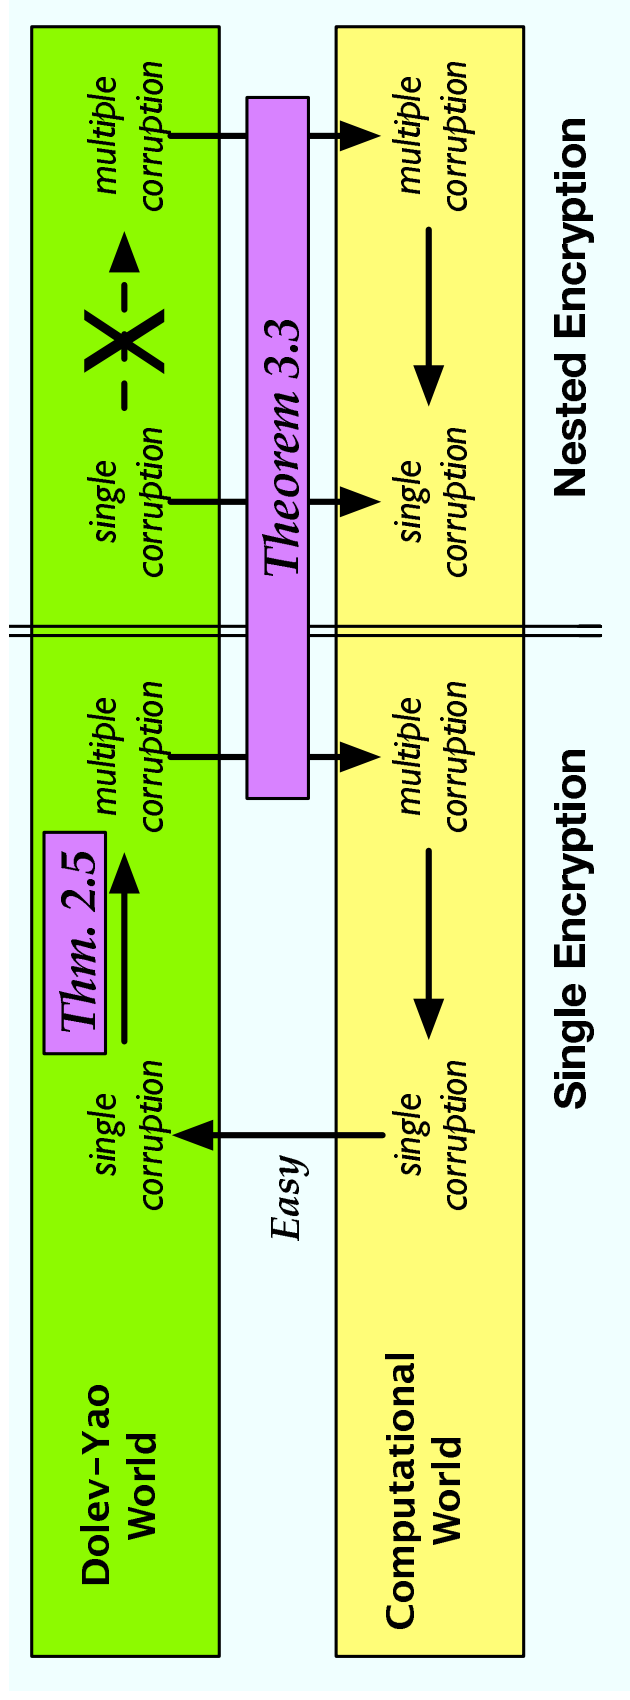 Dolev-Yao
World
single
corruption
Thm. 2.5
multiple
corruption
single
corruption
X
multiple
corruption
Easy
Theorem 3.3
Computational
World
single
corruption
multiple
corruption
single
corruption
multiple
corruption
Single Encryption
Nested Encryption